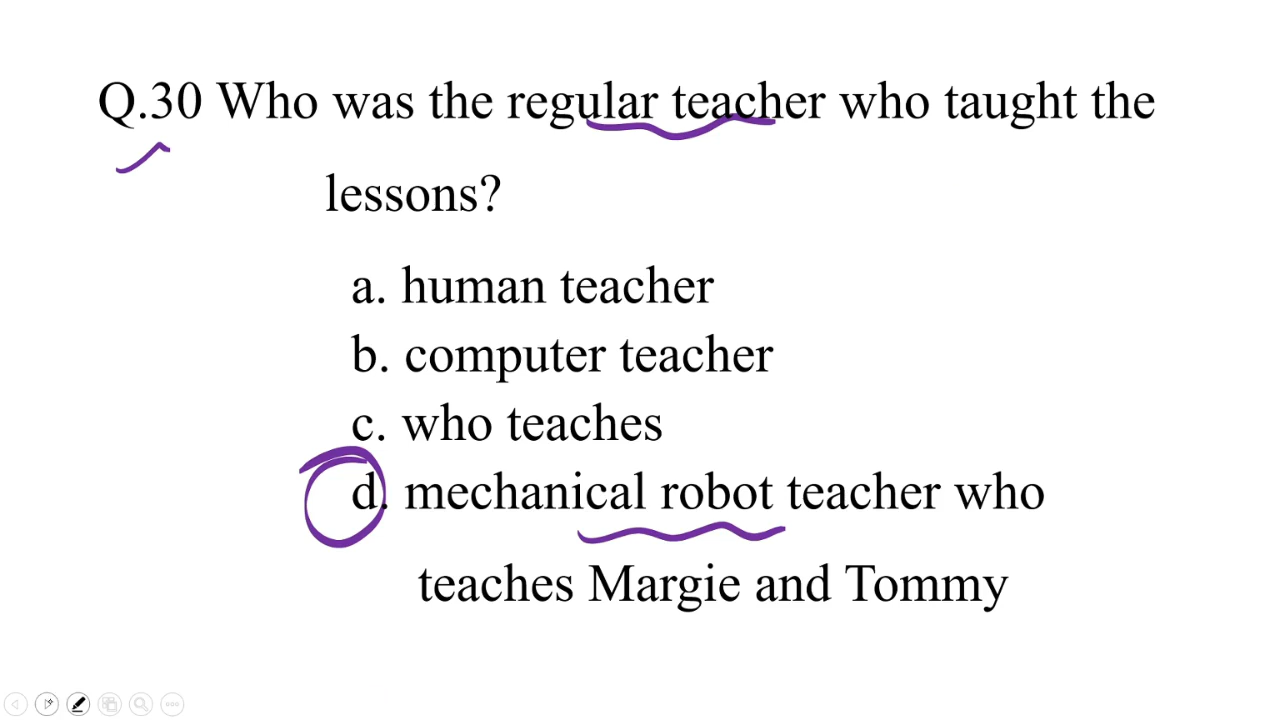 Q.30 Who was the regular teacher who taught the
lessons?
a. human teacher
b. computer teacher
c. who teaches
d. mechanical robot teacher who
teaches Margie and Tommy